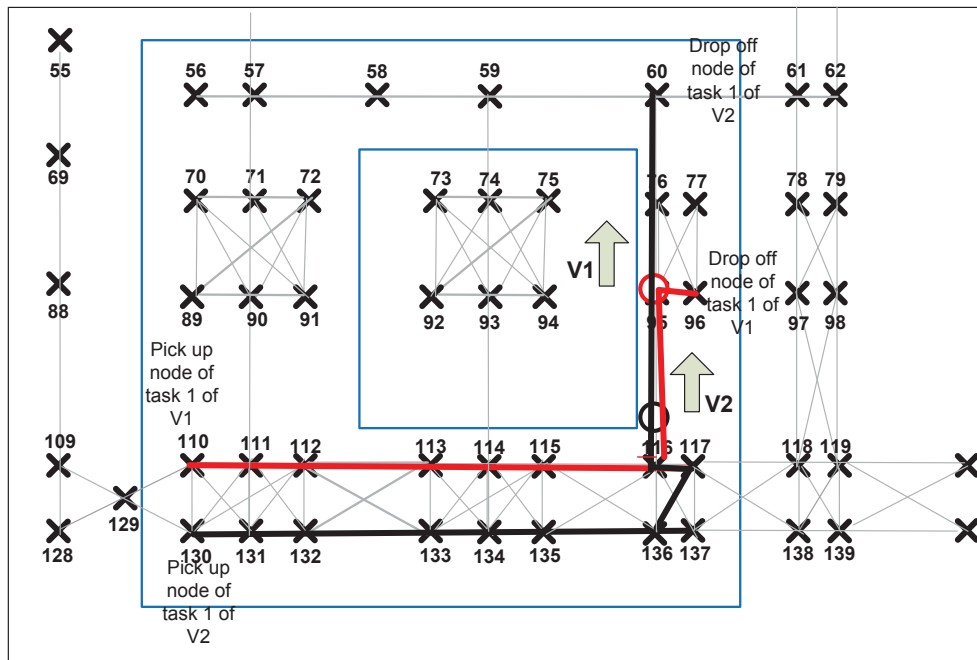 Drop off
node of
task 1 of
V2
56 57 58 59 60 61 62
55
69
70 71 72 73 74 75 76 77 78 79
V1
Drop off
node of
task 1 of
V1
88
89 90 91 92 93 94 95 96 97 98
Pick up
node of
task 1 of
V1
V2
109 110 111 112 113 114 115 116 117 118 119
129
128 130 131 132 133 134 135 136 137 138 139
Pick up
node of
task 1 of
V2